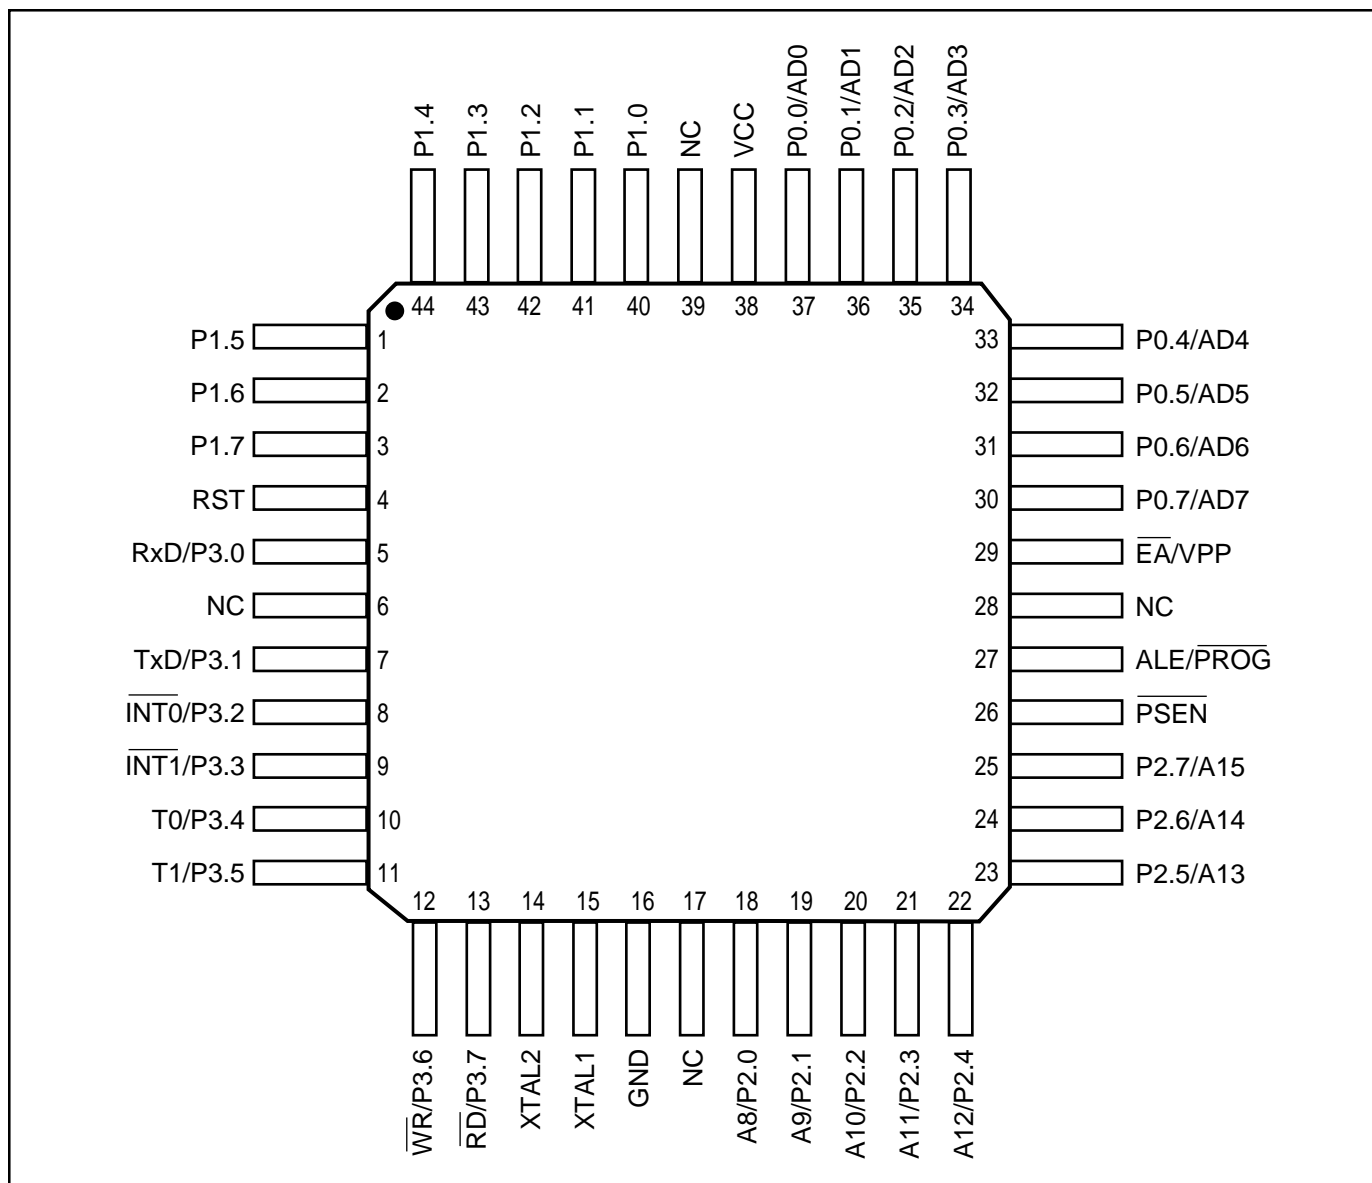 P1.4
P1.3
P1.2
P1.1
P1.0
NC
VCC
P0.0/AD0
P0.1/AD1
P0.2/AD2
P0.3/AD3
44 43 42 41 40 39 38 37 36 35 34
P1.5 1
33 P0.4/AD4
P1.6 2
32 P0.5/AD5
P1.7 3
31 P0.6/AD6
RST 4
30 P0.7/AD7
RxD/P3.0 5
29 E̅A̅/VPP
NC 6
28 NC
TxD/P3.1 7
27 ALE/P̅R̅O̅G̅
I̅N̅T̅0̅/P3.2 8
26 P̅S̅E̅N̅
I̅N̅T̅1̅/P3.3 9
25 P2.7/A15
T0/P3.4 10
24 P2.6/A14
T1/P3.5 11
23 P2.5/A13
12 13 14 15 16 17 18 19 20 21 22
W̅R̅/P3.6
R̅D̅/P3.7
XTAL2
XTAL1
GND
NC
A8/P2.0
A9/P2.1
A10/P2.2
A11/P2.3
A12/P2.4